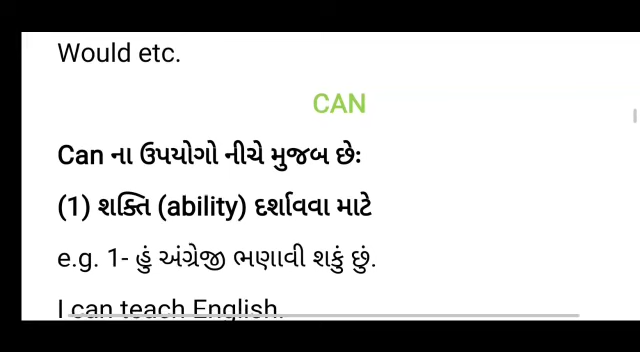 Would etc.
CAN
Can ના ઉપયોગો નીચે મુજબ છેઃ
(1) શક્તિ (ability) દર્શાવવા માટે
e.g. 1- હું અંગ્રેજી ભણાવી શકું છું.
I can teach English.